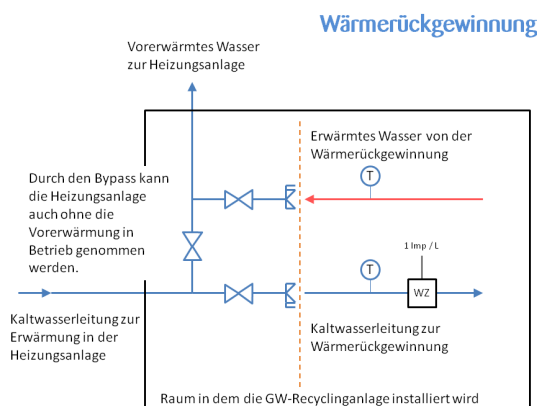 Wärmerückgewinnung
Vorerwärmtes Wasser
zur Heizungsanlage
Erwärmtes Wasser von der
Wärmerückgewinnung
T
Durch den Bypass kann
die Heizungsanlage
auch ohne die
Vorerwärmung in
Betrieb genommen
werden.
1 Imp / L
T
WZ
Kaltwasserleitung zur
Erwärmung in der
Heizungsanlage
Kaltwasserleitung zur
Wärmerückgewinnung
Raum in dem die GW-Recyclinganlage installiert wird